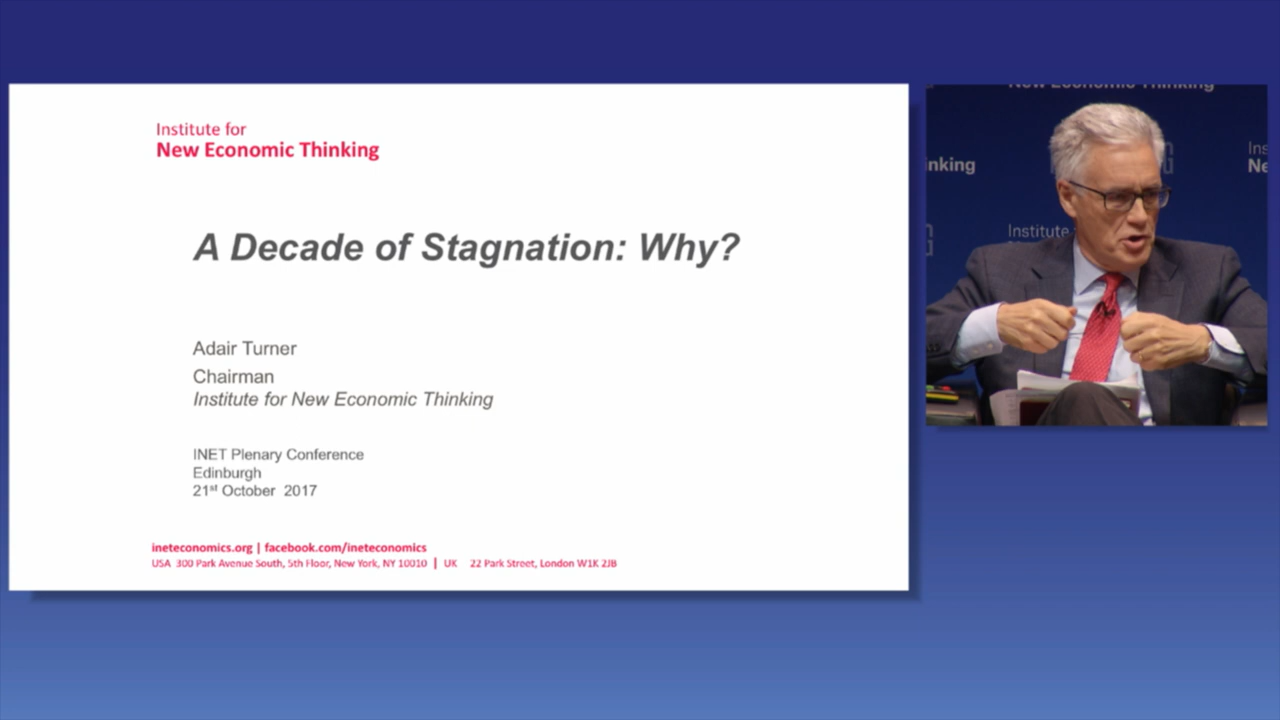 Institute for
New Economic Thinking
A Decade of Stagnation: Why?
Adair Turner
Chairman
Institute for New Economic Thinking
INET Plenary Conference
Edinburgh
21st October 2017
ineteconomics.org | facebook.com/ineteconomics
USA 300 Park Avenue South, 5th Floor, New York, NY 10010 | UK 22 Park Street, London W1K 2JB
New Economic Thinking
nking
Ins
Ne
Institute